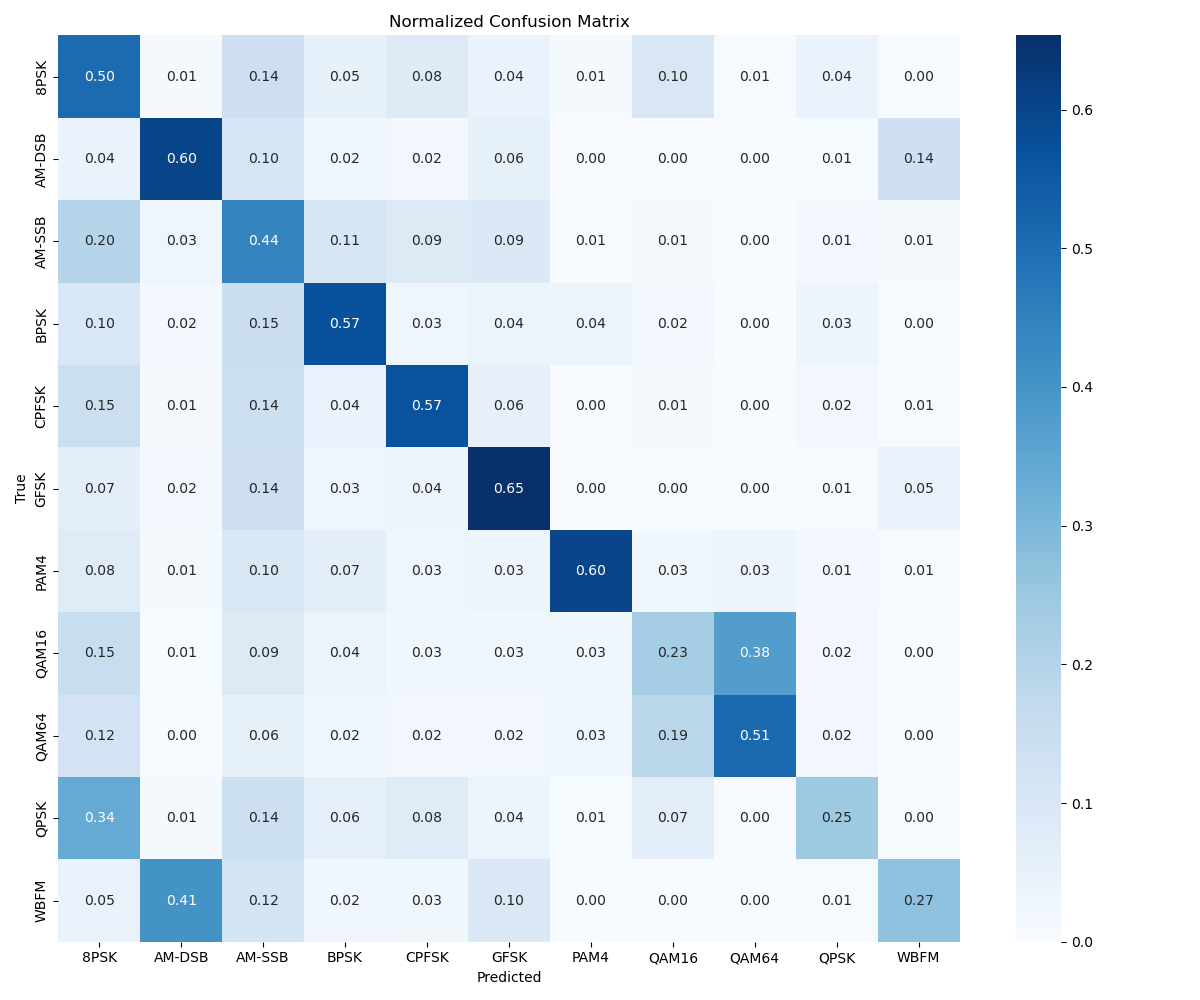 Normalized Confusion Matrix
8PSK 0.50 0.01 0.14 0.05 0.08 0.04 0.01 0.10 0.01 0.04 0.00
AM-DSB 0.04 0.60 0.10 0.02 0.02 0.06 0.00 0.00 0.00 0.01 0.14
AM-SSB 0.20 0.03 0.44 0.11 0.09 0.09 0.01 0.01 0.00 0.01 0.01
BPSK 0.10 0.02 0.15 0.57 0.03 0.04 0.04 0.02 0.00 0.03 0.00
CPFSK 0.15 0.01 0.14 0.04 0.57 0.06 0.00 0.01 0.00 0.02 0.01
GFSK 0.07 0.02 0.14 0.03 0.04 0.65 0.00 0.00 0.00 0.01 0.05
PAM4 0.08 0.01 0.10 0.07 0.03 0.03 0.60 0.03 0.03 0.01 0.01
QAM16 0.15 0.01 0.09 0.04 0.03 0.03 0.03 0.23 0.38 0.02 0.00
QAM64 0.12 0.00 0.06 0.02 0.02 0.02 0.03 0.19 0.51 0.02 0.00
QPSK 0.34 0.01 0.14 0.06 0.08 0.04 0.01 0.07 0.00 0.25 0.00
WBFM 0.05 0.41 0.12 0.02 0.03 0.10 0.00 0.00 0.00 0.01 0.27
8PSK AM-DSB AM-SSB BPSK CPFSK GFSK PAM4 QAM16 QAM64 QPSK WBFM
Predicted
True
0.6
0.5
0.4
0.3
0.2
0.1
0.0